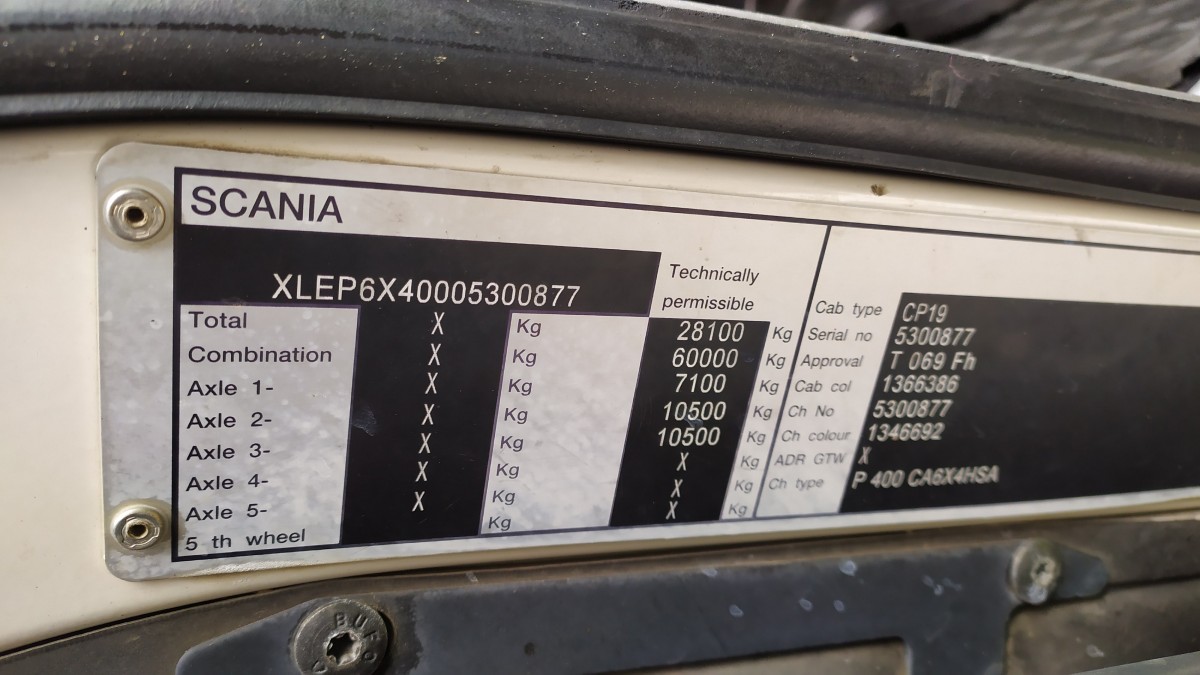 SCANIA
XLEP6X40005300877
Technically
permissible
Total X Kg 28100 Kg
Combination X Kg 60000 Kg
Axle 1- X Kg 7100 Kg
Axle 2- X Kg 10500 Kg
Axle 3- X Kg 10500 Kg
Axle 4- X Kg X Kg
Axle 5- X Kg X Kg
5 th wheel Kg X Kg
Cab type CP19
Serial no 5300877
Approval T 069 Fh
Cab col 1366386
Ch No 5300877
Ch colour 1346692
ADR GTW X
Ch type P 400 CA6X4HSA
BUFO